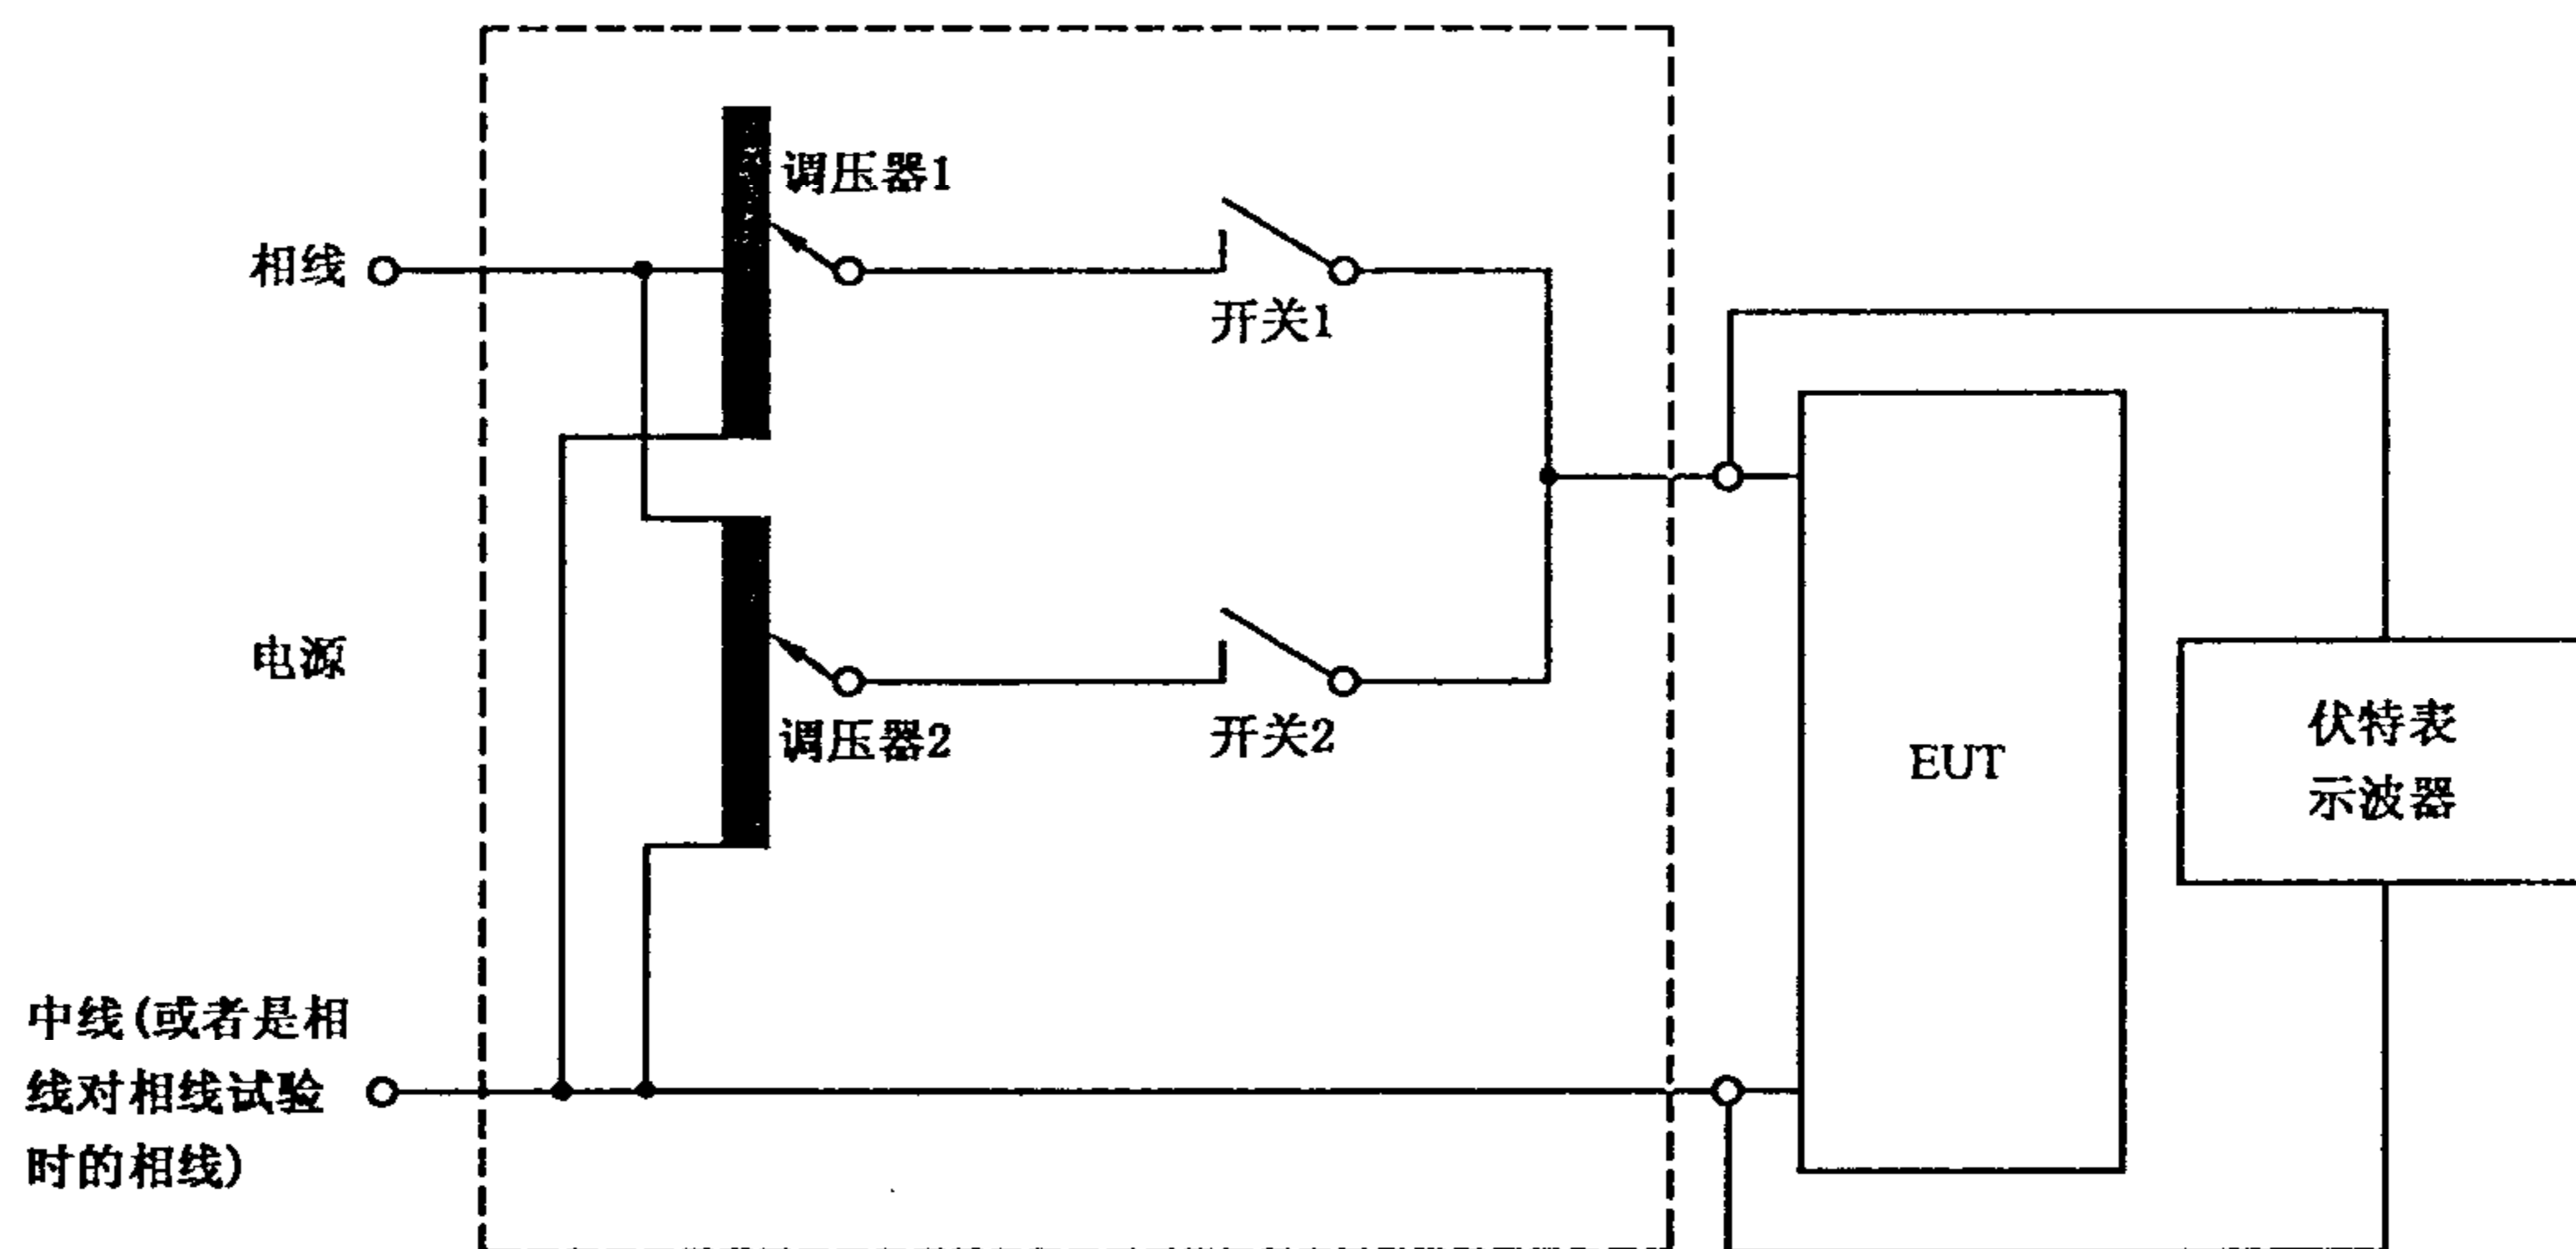 调压器1
相线
开关1
电源
调压器2
开关2
EUT
伏特表
示波器
中线(或者是相
线对相线试验
时的相线)